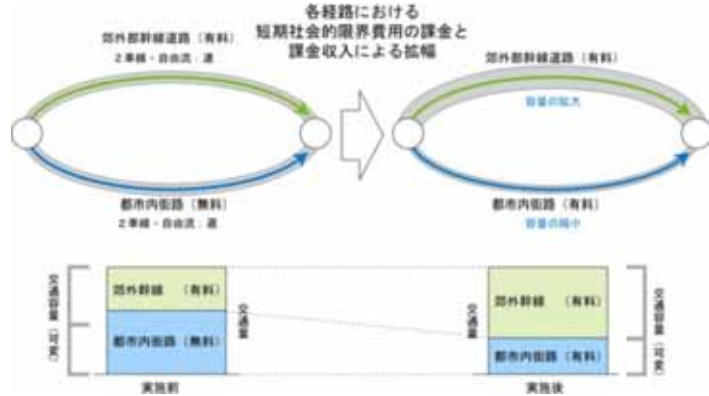 各経路における
短期社会的限界費用の課金と
課金収入による拡幅
郊外部幹線道路（有料）
2車線・自由流：速
都市内街路（無料）
2車線・自由流：遅
郊外部幹線道路（有料）
容量の拡大
都市内街路（有料）
容量の縮小
交通容量（可変）
郊外幹線　（有料）
都市内街路（無料）
交通量
実施前
交通量
郊外幹線　（有料）
都市内街路（有料）
交通容量（可変）
実施後